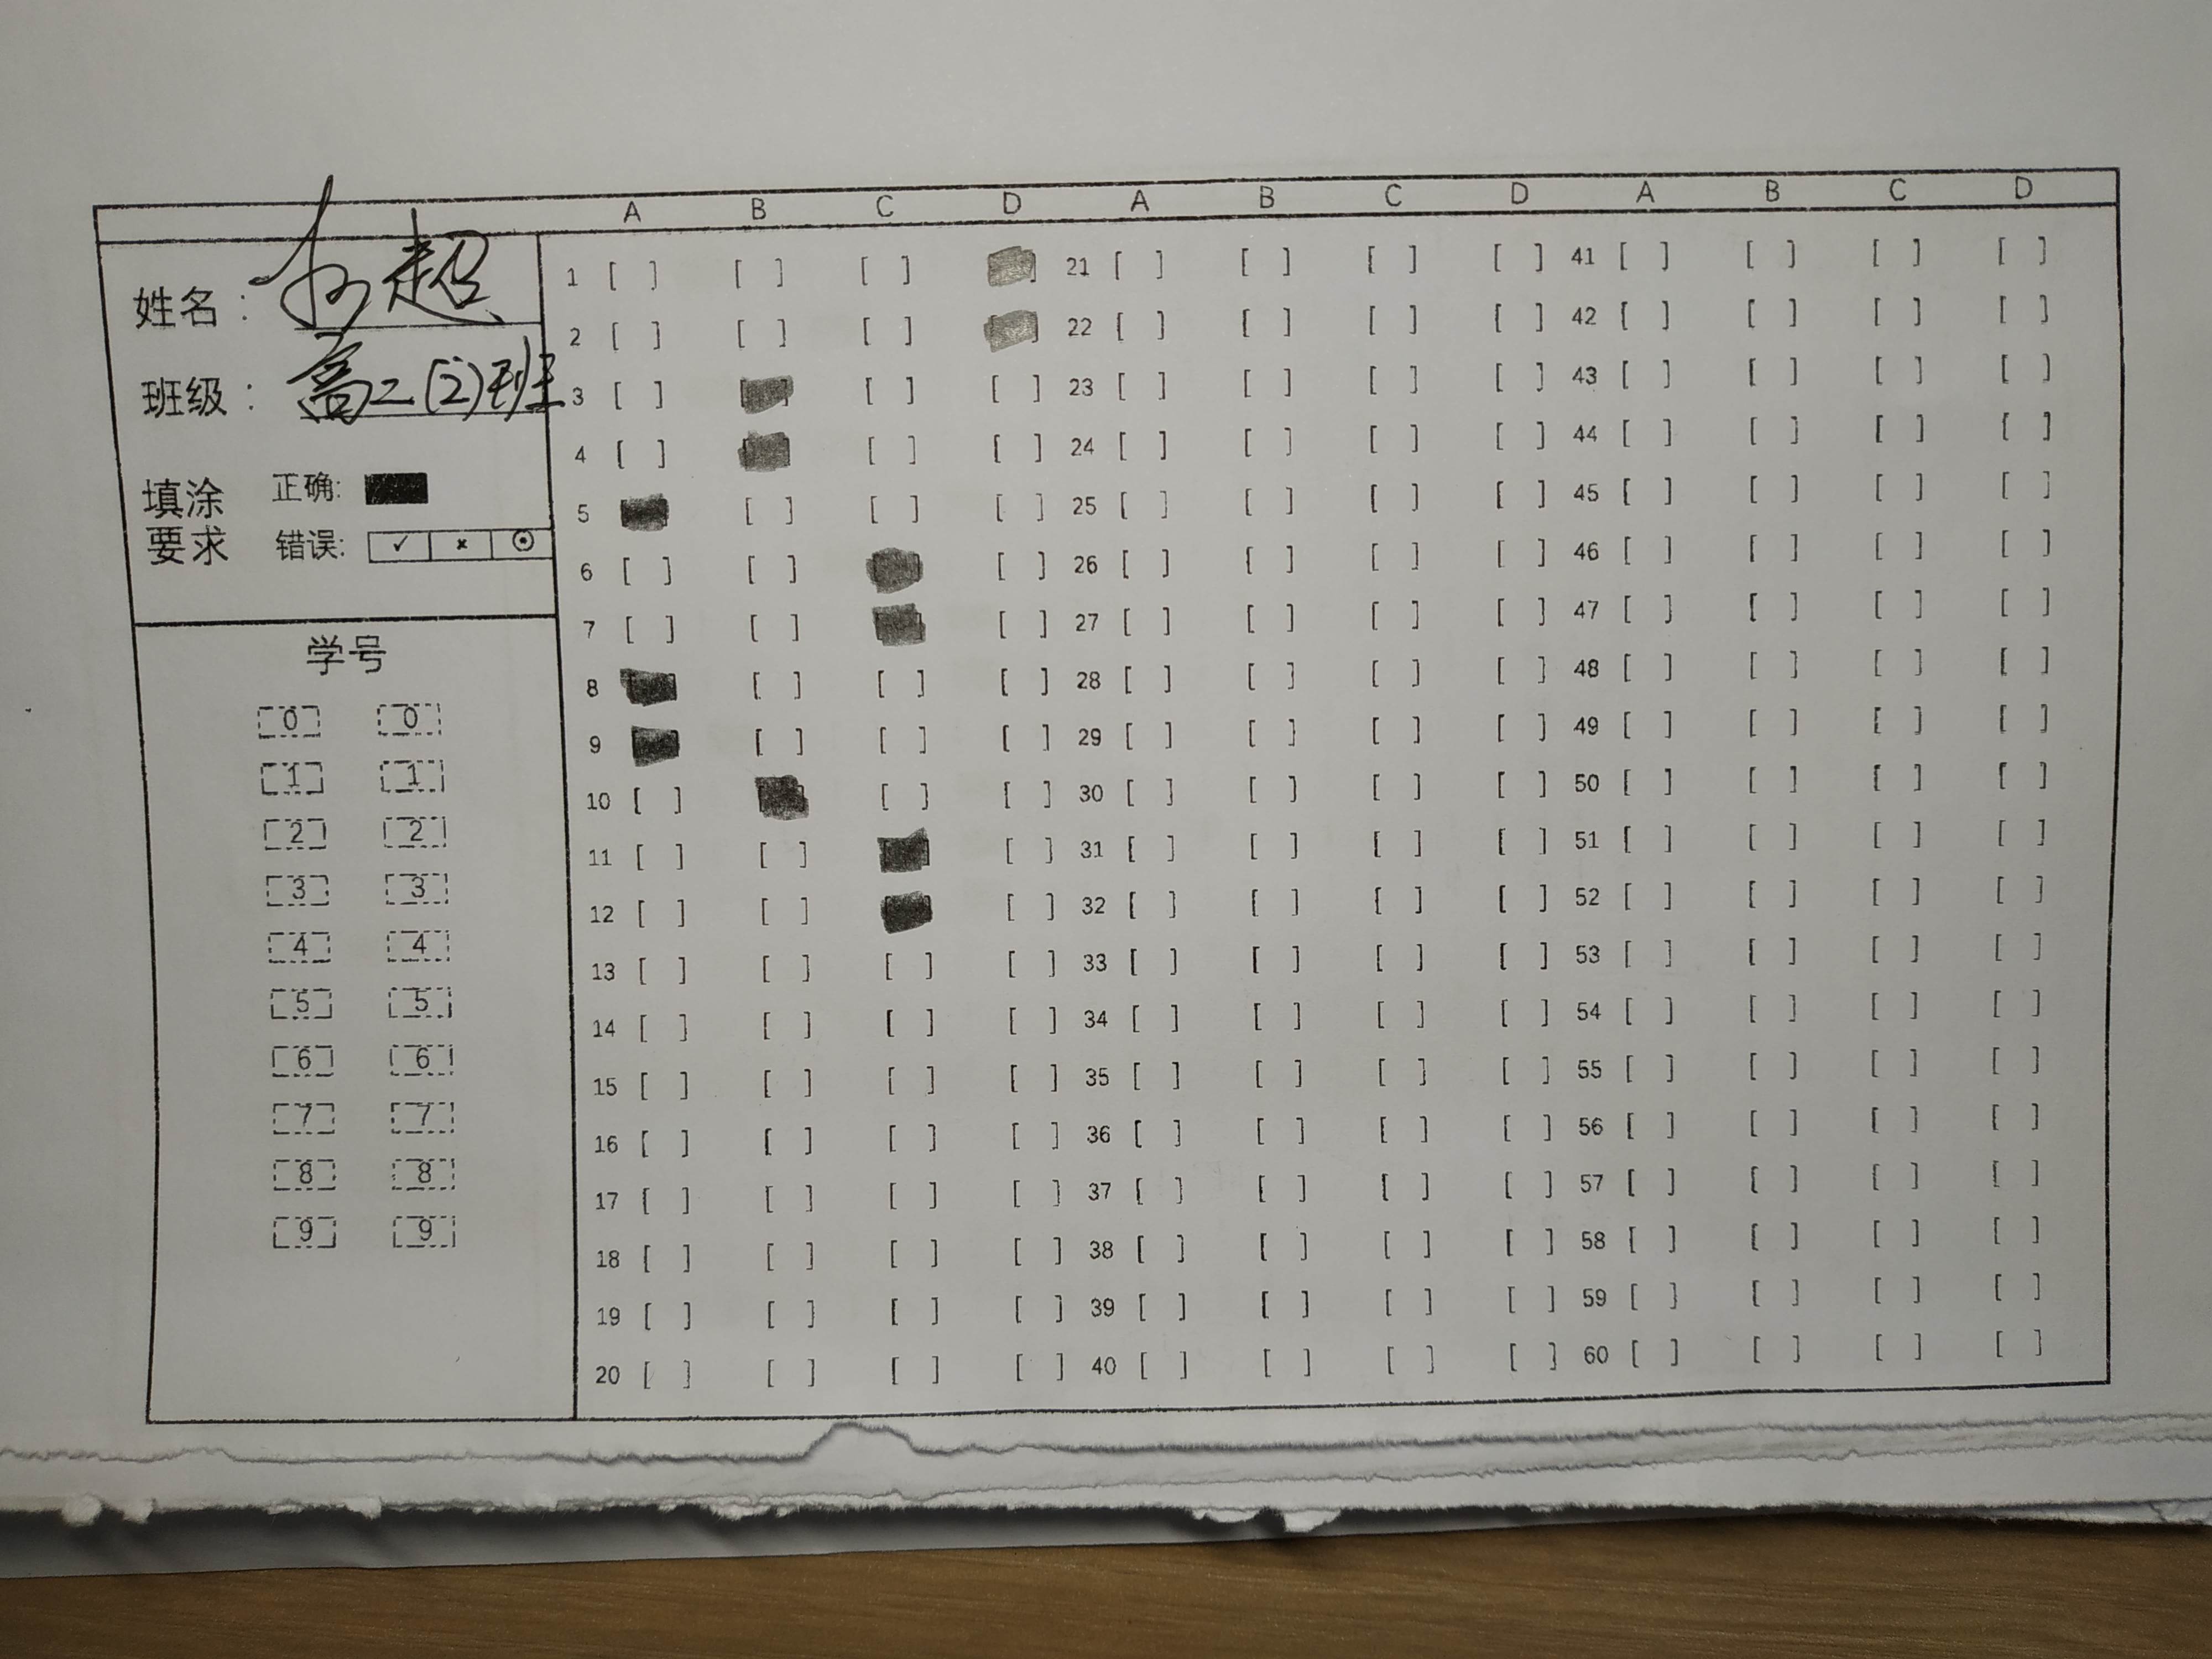 A B C D A B C D A B C D
姓名: 超
班级: 高二(2)班
填涂要求
正确:
错误: ✓ × ⊙
学号
0 0
1 1
2 2
3 3
4 4
5 5
6 6
7 7
8 8
9 9
1 [ ] [ ] [ ] 21 [ ] [ ] [ ] [ ] 41 [ ] [ ] [ ] [ ]
2 [ ] [ ] [ ] 22 [ ] [ ] [ ] [ ] 42 [ ] [ ] [ ] [ ]
3 [ ] [ ] [ ] 23 [ ] [ ] [ ] [ ] 43 [ ] [ ] [ ] [ ]
4 [ ] [ ] [ ] 24 [ ] [ ] [ ] [ ] 44 [ ] [ ] [ ] [ ]
5 [ ] [ ] [ ] 25 [ ] [ ] [ ] [ ] 45 [ ] [ ] [ ] [ ]
6 [ ] [ ] [ ] 26 [ ] [ ] [ ] [ ] 46 [ ] [ ] [ ] [ ]
7 [ ] [ ] [ ] 27 [ ] [ ] [ ] [ ] 47 [ ] [ ] [ ] [ ]
8 [ ] [ ] [ ] 28 [ ] [ ] [ ] [ ] 48 [ ] [ ] [ ] [ ]
9 [ ] [ ] [ ] 29 [ ] [ ] [ ] [ ] 49 [ ] [ ] [ ] [ ]
10 [ ] [ ] [ ] 30 [ ] [ ] [ ] [ ] 50 [ ] [ ] [ ] [ ]
11 [ ] [ ] [ ] 31 [ ] [ ] [ ] [ ] 51 [ ] [ ] [ ] [ ]
12 [ ] [ ] [ ] 32 [ ] [ ] [ ] [ ] 52 [ ] [ ] [ ] [ ]
13 [ ] [ ] [ ] [ ] 33 [ ] [ ] [ ] [ ] 53 [ ] [ ] [ ] [ ]
14 [ ] [ ] [ ] [ ] 34 [ ] [ ] [ ] [ ] 54 [ ] [ ] [ ] [ ]
15 [ ] [ ] [ ] [ ] 35 [ ] [ ] [ ] [ ] 55 [ ] [ ] [ ] [ ]
16 [ ] [ ] [ ] [ ] 36 [ ] [ ] [ ] [ ] 56 [ ] [ ] [ ] [ ]
17 [ ] [ ] [ ] [ ] 37 [ ] [ ] [ ] [ ] 57 [ ] [ ] [ ] [ ]
18 [ ] [ ] [ ] [ ] 38 [ ] [ ] [ ] [ ] 58 [ ] [ ] [ ] [ ]
19 [ ] [ ] [ ] [ ] 39 [ ] [ ] [ ] [ ] 59 [ ] [ ] [ ] [ ]
20 [ ] [ ] [ ] [ ] 40 [ ] [ ] [ ] [ ] 60 [ ] [ ] [ ] [ ]